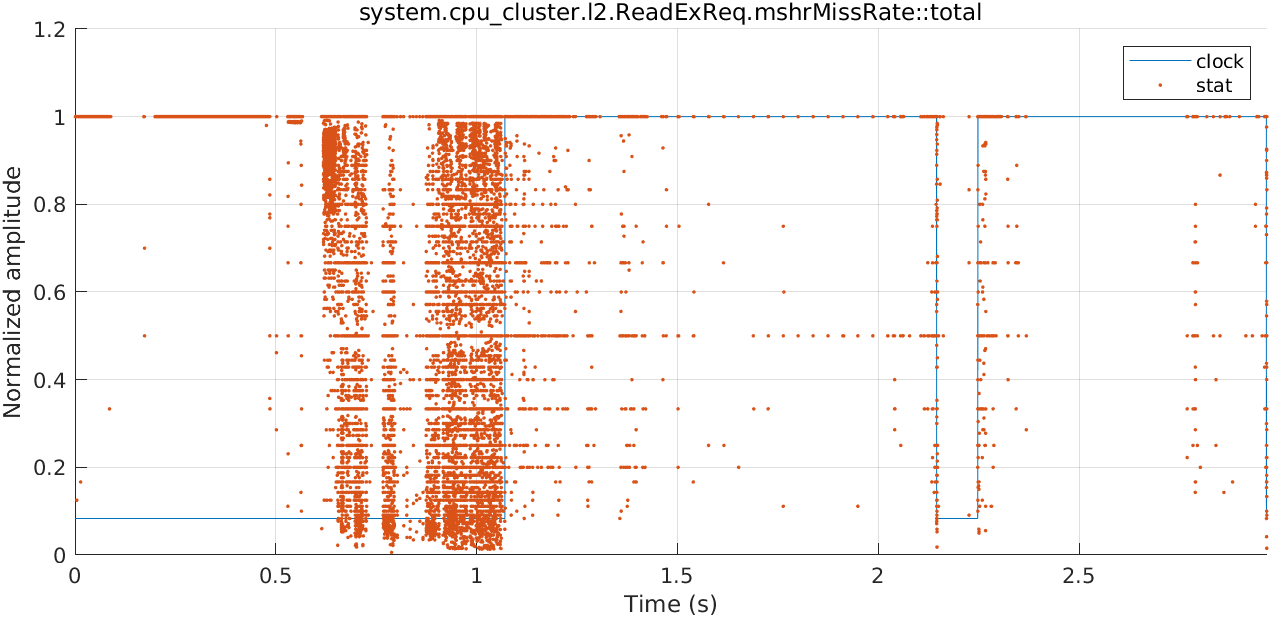 system.cpu_cluster.l2.ReadExReq.mshrMissRate::total
1.2
clock
stat
1
0.8
Normalized amplitude
0.6
0.4
0.2
0
0 0.5 1 1.5 2 2.5
Time (s)